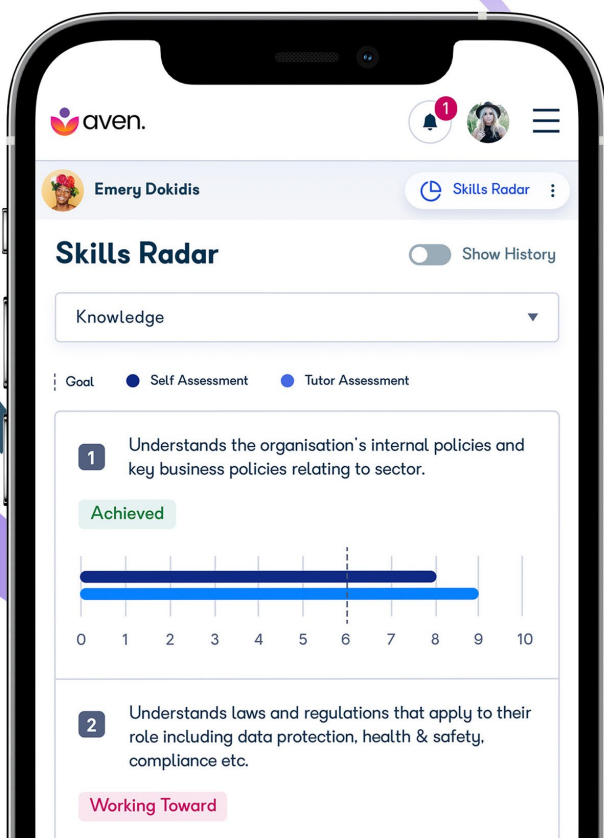 aven.
1
Emery Dokidis
Skills Radar
Skills Radar
Show History
Knowledge
Goal
Self Assessment
Tutor Assessment
1
Understands the organisation's internal policies and
key business policies relating to sector.
Achieved
0 1 2 3 4 5 6 7 8 9 10
2
Understands laws and regulations that apply to their
role including data protection, health & safety,
compliance etc.
Working Toward